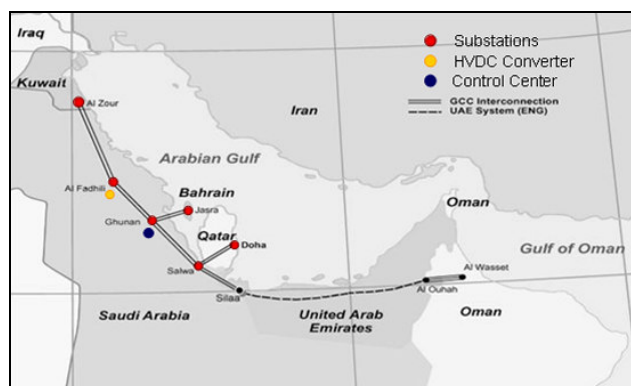 Iraq
Substations
HVDC Converter
Kuwait
Control Center
Al Zour
GCC Interconnection
UAE System (ENG)
Iran
Arabian Gulf
Al Fadhili
Bahrain
Jasra
Oman
Ghunan
Qatar
Doha
Gulf of Oman
Salwa
Al Wasset
Al Ouhah
Silaa
Saudi Arabia
United Arab
Emirates
Oman